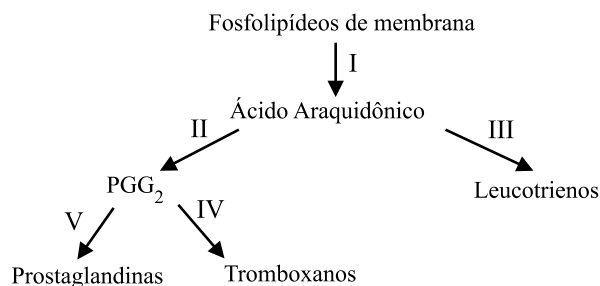 Fosfolipídeos de membrana
I
Ácido Araquidônico
II
III
PGG2
Leucotrienos
V
IV
Prostaglandinas
Tromboxanos